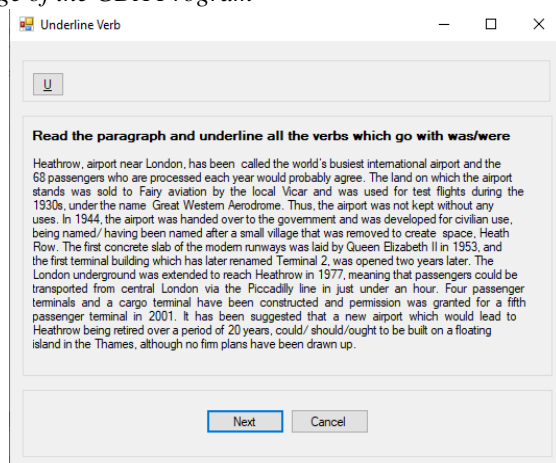 ge of the CBA Program
Underline Verb
U
Read the paragraph and underline all the verbs which go with was/were
Heathrow, airport near London, has been called the world's busiest international airport and the
68 passengers who are processed each year would probably agree. The land on which the airport
stands was sold to Fairy aviation by the local Vicar and was used for test flights during the
1930s, under the name Great Western Aerodrome. Thus, the airport was not kept without any
uses. In 1944, the airport was handed over to the government and was developed for civilian use,
being named/ having been named after a small village that was removed to create space, Heath
Row. The first concrete slab of the modern runways was laid by Queen Elizabeth II in 1953, and
the first terminal building which has later renamed Terminal 2, was opened two years later. The
London underground was extended to reach Heathrow in 1977, meaning that passengers could be
transported from central London via the Piccadilly line in just under an hour. Four passenger
terminals and a cargo terminal have been constructed and permission was granted for a fifth
passenger terminal in 2001. It has been suggested that a new airport which would lead to
Heathrow being retired over a period of 20 years, could/ should/ought to be built on a floating
island in the Thames, although no firm plans have been drawn up.
Next Cancel